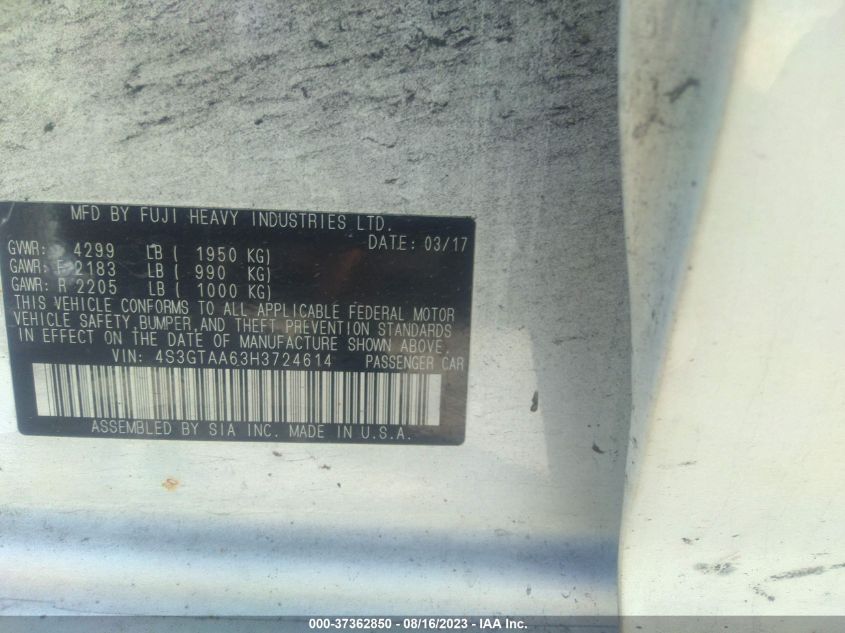 MFD BY FUJI HEAVY INDUSTRIES LTD.
DATE: 03/17
GVWR: 4299 LB ( 1950 KG)
GAWR: F 2183 LB ( 990 KG)
GAWR: R 2205 LB ( 1000 KG)
THIS VEHICLE CONFORMS TO ALL APPLICABLE FEDERAL MOTOR
VEHICLE SAFETY,BUMPER,AND THEFT PREVENTION STANDARDS
IN EFFECT ON THE DATE OF MANUFACTURE SHOWN ABOVE.
VIN: 4S3GTAA63H3724614 PASSENGER CAR
ASSEMBLED BY SIA INC. MADE IN U.S.A.
000-37362850 - 08/16/2023 - IAA Inc.